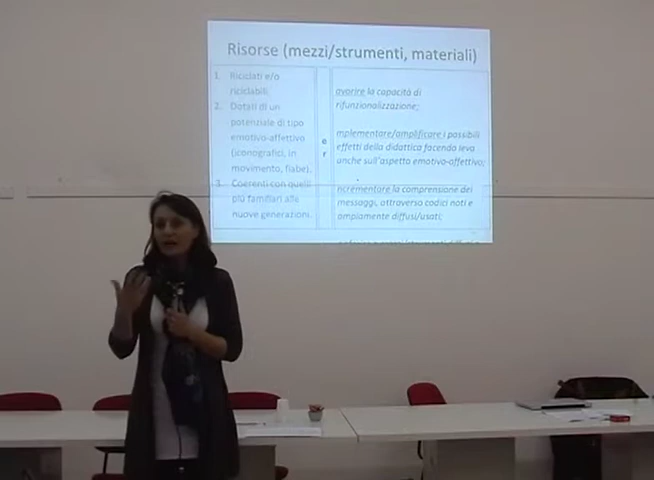 Risorse (mezzi/strumenti, materiali)
1. Riciclati e/o
riciclabili
2. Dotati di un
potenziale di tipo
emotivo-affettivo
(iconografici, in
movimento, fiabe),
3. Coerenti con quelli
più familiari alle
nuove generazioni.
e
r
avorire la capacità di
rifunzionalizzazione;
mplementare/amplificare i possibili
effetti della didattica facendo leva
anche sull'aspetto emotivo-affettivo;
ncrementare la comprensione dei
messaggi, attraverso codici noti e
ampiamente diffusi/usati;